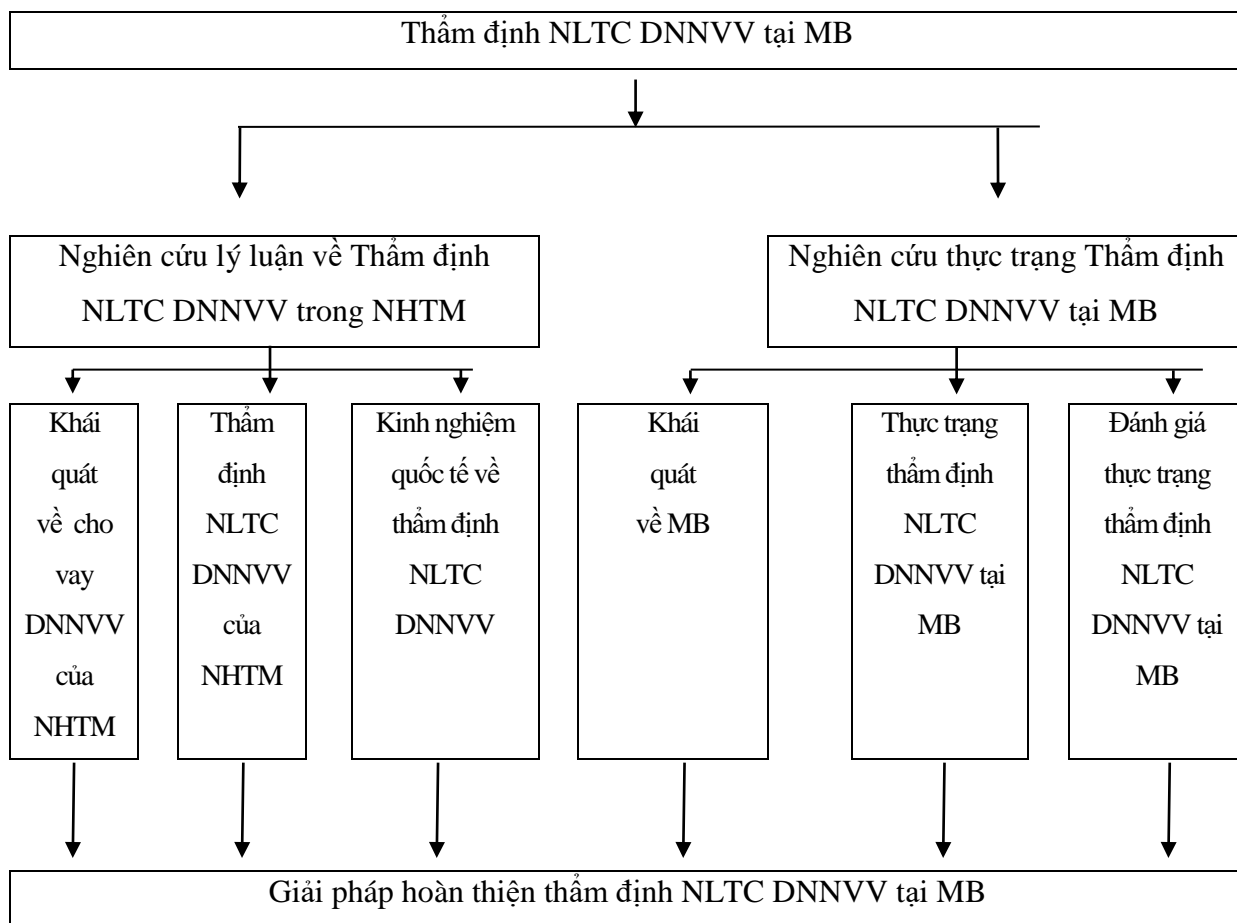 Thẩm định NLTC DNNVV tại MB
Nghiên cứu lý luận về Thẩm định
NLTC DNNVV trong NHTM
Nghiên cứu thực trạng Thẩm định
NLTC DNNVV tại MB
Khái
quát
về cho
vay
DNNVV
của
NHTM
Thẩm
định
NLTC
DNNVV
của
NHTM
Kinh nghiệm
quốc tế về
thẩm định
NLTC
DNNVV
Khái
quát
về MB
Thực trạng
thẩm định
NLTC
DNNVV tại
MB
Đánh giá
thực trạng
thẩm định
NLTC
DNNVV tại
MB
Giải pháp hoàn thiện thẩm định NLTC DNNVV tại MB